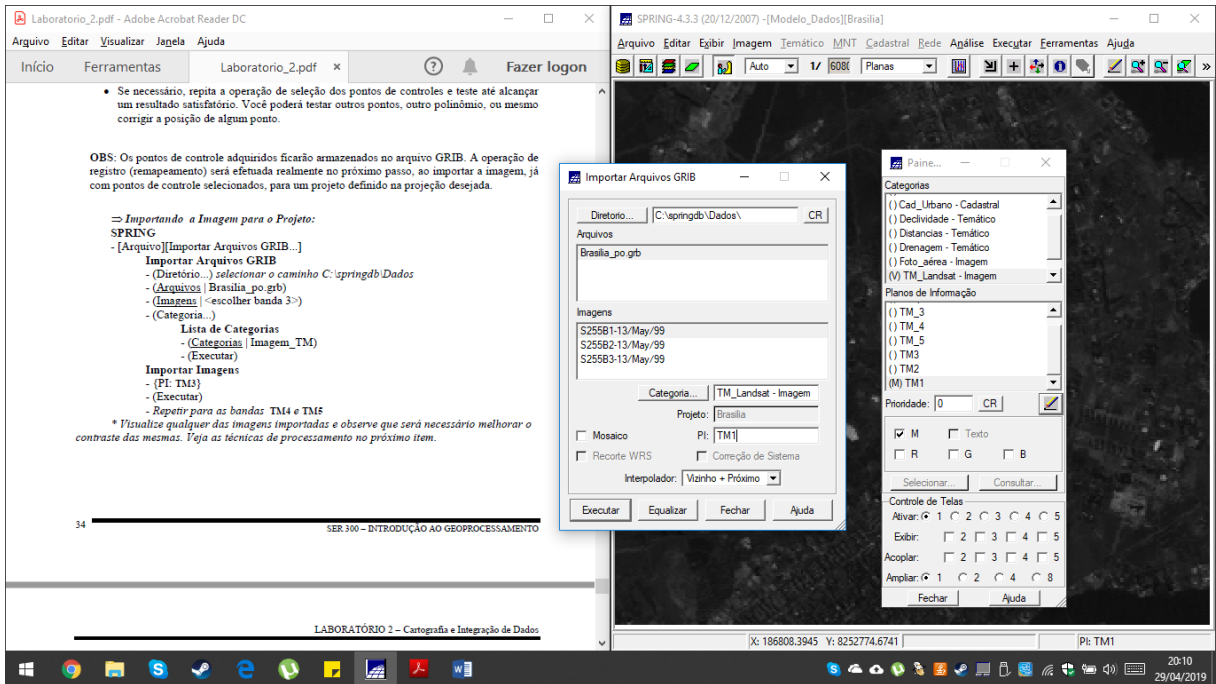 Laboratorio_2.pdf - Adobe Acrobat Reader DC
Arquivo Editar Visualizar Janela Ajuda
Início Ferramentas Laboratorio_2.pdf × ? Fazer logon
• Se necessário, repita a operação de seleção dos pontos de controles e teste até alcançar
um resultado satisfatório. Você poderá testar outros pontos, outro polinômio, ou mesmo
corrigir a posição de algum ponto.
OBS: Os pontos de controle adquiridos ficarão armazenados no arquivo GRIB. A operação de
registro (remapeamento) será efetuada realmente no próximo passo, ao importar a imagem, já
com pontos de controle selecionados, para um projeto definido na projeção desejada.
⇒ Importando a Imagem para o Projeto:
SPRING
- [Arquivo][Importar Arquivos GRIB...]
Importar Arquivos GRIB
- (Diretório...) selecionar o caminho C:\springdb\Dados
- (Arquivos | Brasilia_po.grb)
- (Imagens | <escolher banda 3>)
- (Categoria...)
Lista de Categorias
- (Categorias | Imagem_TM)
- (Executar)
Importar Imagens
- {PI: TM3}
- (Executar)
- Repetir para as bandas TM4 e TM5
* Visualize qualquer das imagens importadas e observe que será necessário melhorar o
contraste das mesmas. Veja as técnicas de processamento no próximo item.
34
SER 300 – INTRODUÇÃO AO GEOPROCESSAMENTO
LABORATÓRIO 2 – Cartografia e Integração de Dados
SPRING-4.3.3 (20/12/2007) -[Modelo_Dados][Brasilia]
Arquivo Editar Exibir Imagem Temático MNT Cadastral Rede Análise Executar Ferramentas Ajuda
Auto 1/ 6080 Planas »
Importar Arquivos GRIB
Diretorio... C:\springdb\Dados\ CR
Arquivos
Brasilia_po.grb
Imagens
S255B1-13/May/99
S255B2-13/May/99
S255B3-13/May/99
Categoria... TM_Landsat - Imagem
Projeto: Brasilia
Mosaico PI: TM1
Recorte WRS Correção de Sistema
Interpolador: Vizinho + Próximo
Executar Equalizar Fechar Ajuda
Paine...
Categorias
( ) Cad_Urbano - Cadastral
( ) Declividade - Temático
( ) Distancias - Temático
( ) Drenagem - Temático
( ) Foto_aérea - Imagem
(V) TM_Landsat - Imagem
Planos de Informação
( ) TM_3
( ) TM_4
( ) TM_5
( ) TM3
( ) TM2
(M) TM1
Prioridade: 0 CR
M Texto
R G B
Selecionar... Consultar...
Controle de Telas
Ativar: 1 2 3 4 5
Exibir: 2 3 4 5
Acoplar: 2 3 4 5
Ampliar: 1 2 4 8
Fechar Ajuda
X: 186808.3945 Y: 8252774.6741 PI: TM1
20:10
29/04/2019